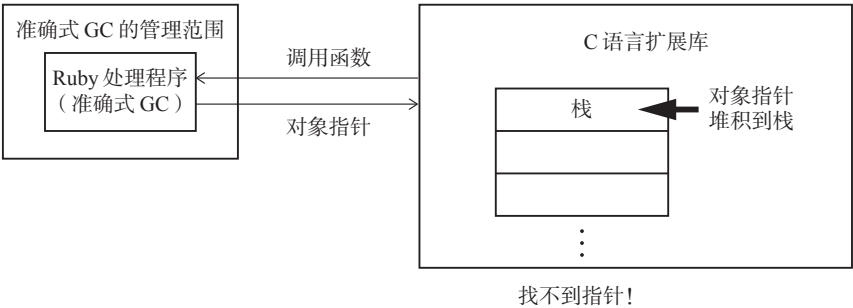 准确式 GC 的管理范围
Ruby 处理程序
（准确式 GC）
调用函数
对象指针
C 语言扩展库
栈
对象指针
堆积到栈
找不到指针！